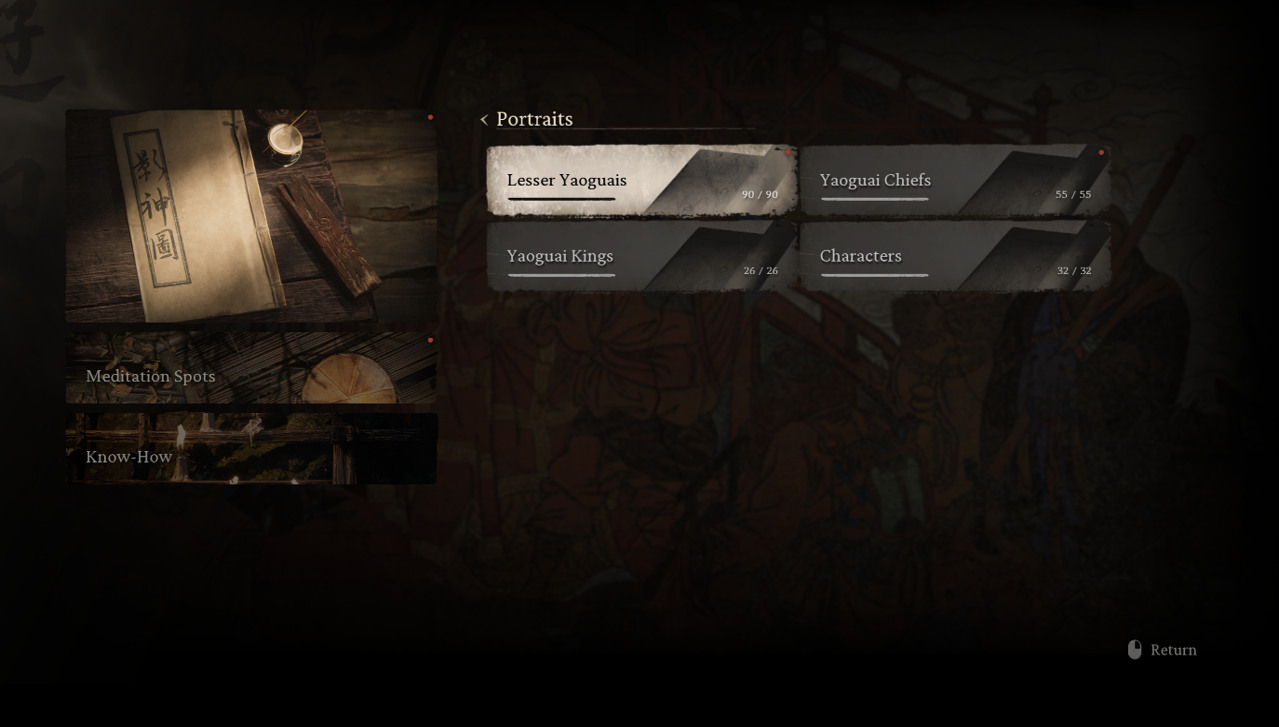 影神圖
Meditation Spots
Know-How
Portraits
Lesser Yaoguais
90 / 90
Yaoguai Chiefs
55 / 55
Yaoguai Kings
26 / 26
Characters
32 / 32
Return